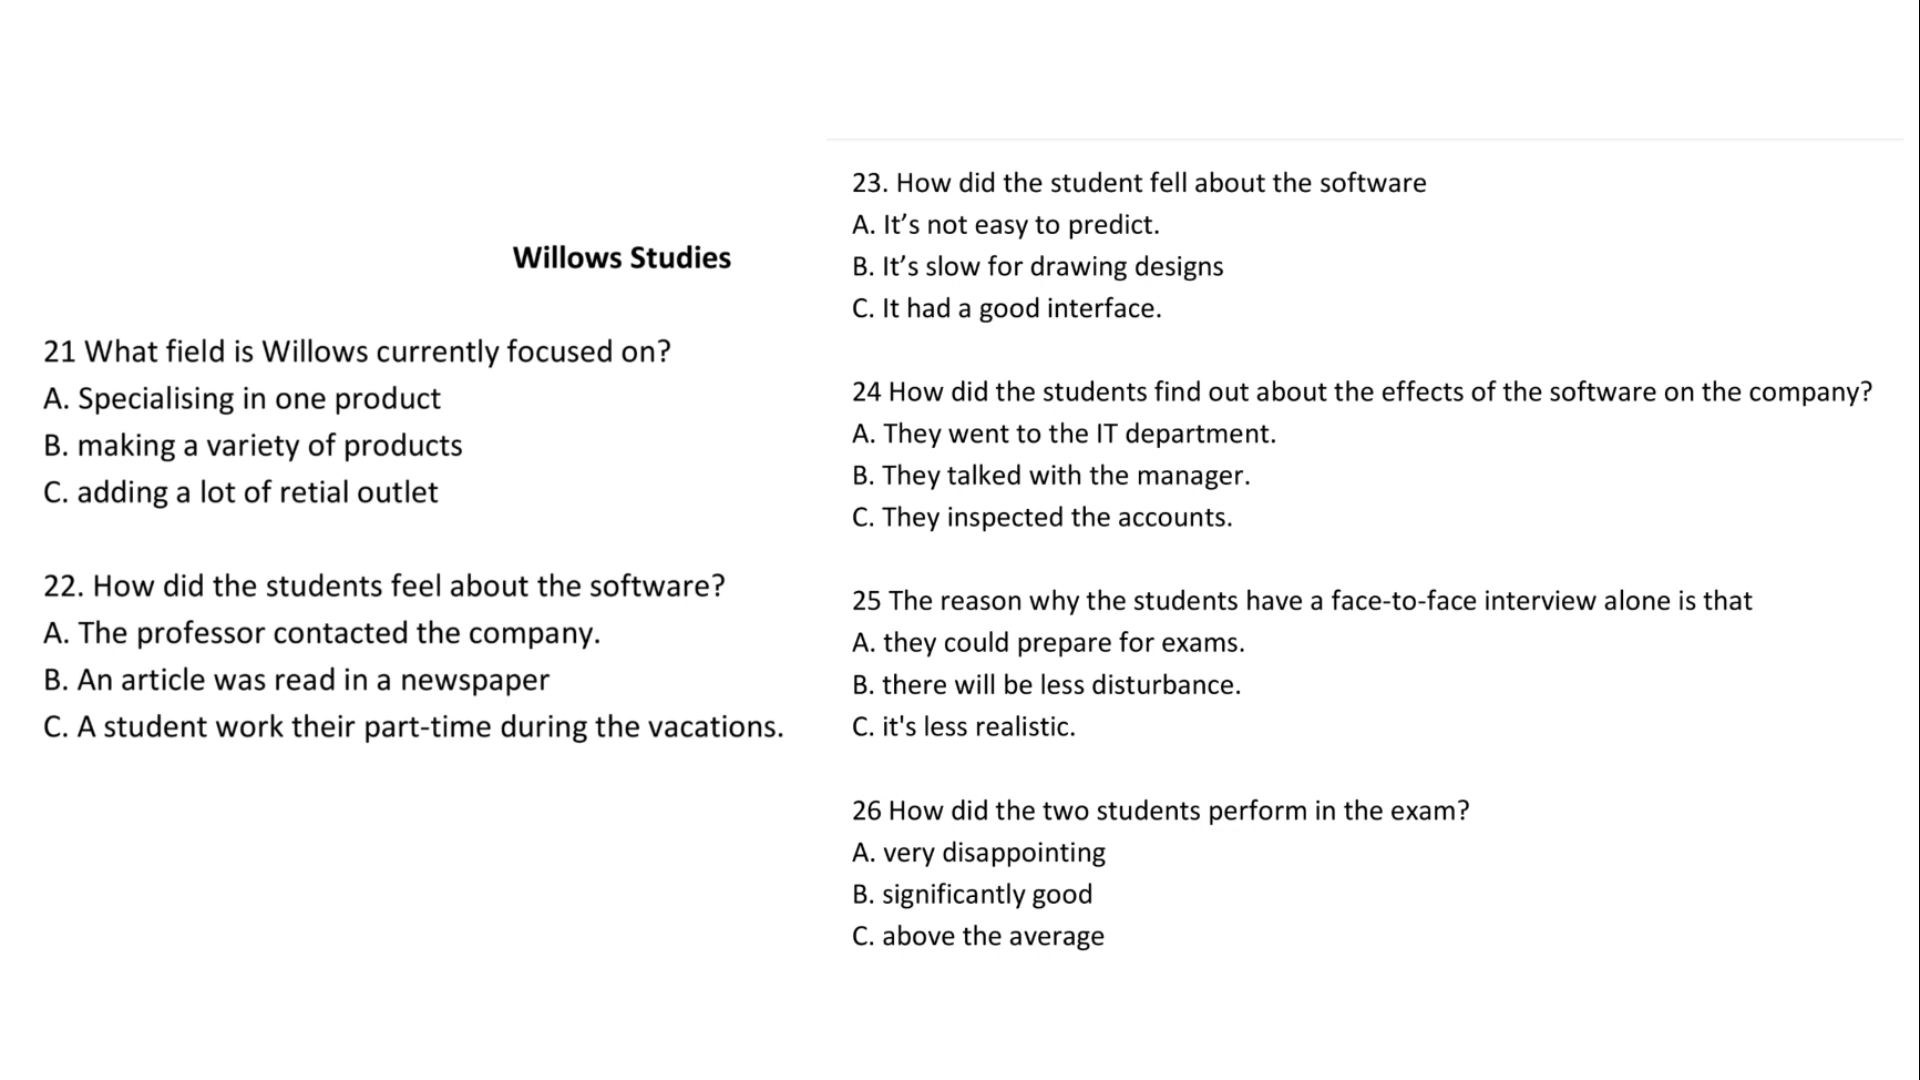 Willows Studies
21 What field is Willows currently focused on?
A. Specialising in one product
B. making a variety of products
C. adding a lot of retial outlet
22. How did the students feel about the software?
A. The professor contacted the company.
B. An article was read in a newspaper
C. A student work their part-time during the vacations.
23. How did the student fell about the software
A. It’s not easy to predict.
B. It’s slow for drawing designs
C. It had a good interface.
24 How did the students find out about the effects of the software on the company?
A. They went to the IT department.
B. They talked with the manager.
C. They inspected the accounts.
25 The reason why the students have a face-to-face interview alone is that
A. they could prepare for exams.
B. there will be less disturbance.
C. it's less realistic.
26 How did the two students perform in the exam?
A. very disappointing
B. significantly good
C. above the average